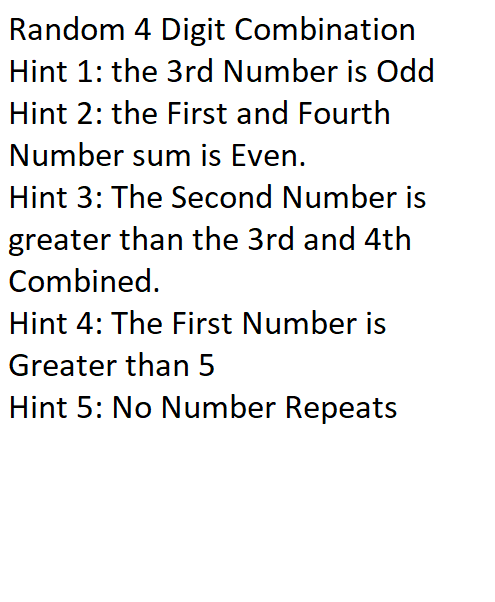 Random 4 Digit Combination
Hint 1: the 3rd Number is Odd
Hint 2: the First and Fourth
Number sum is Even.
Hint 3: The Second Number is
greater than the 3rd and 4th
Combined.
Hint 4: The First Number is
Greater than 5
Hint 5: No Number Repeats